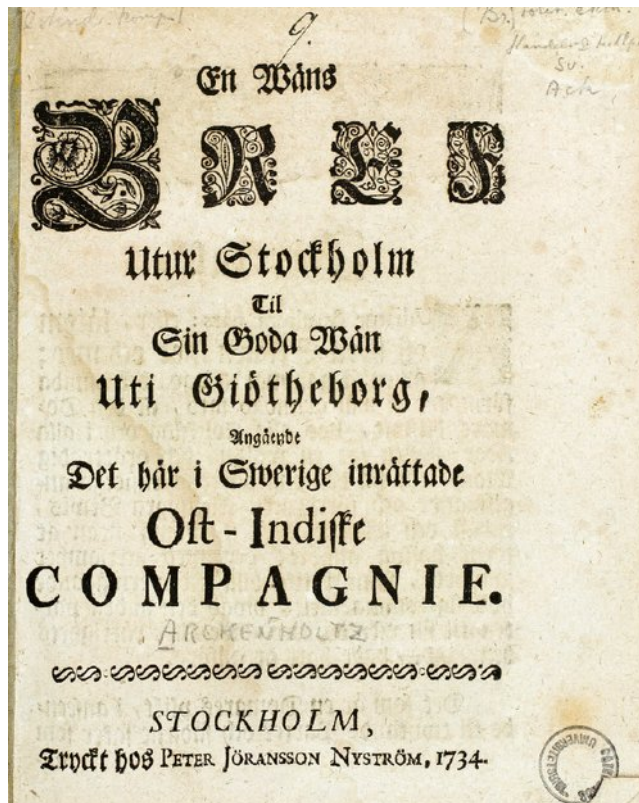 9.
En Wäns
BREF
Utur Stockholm
Til
Sin Goda Wän
Uti Giötheborg,
Angående
Det här i Swerige inrättade
Ost-Indiske
COMPAGNIE.
ARCKENHOLTZ
STOCKHOLM,
Tryckt hos PETER JÖRANSSON NYSTRÖM, 1734.